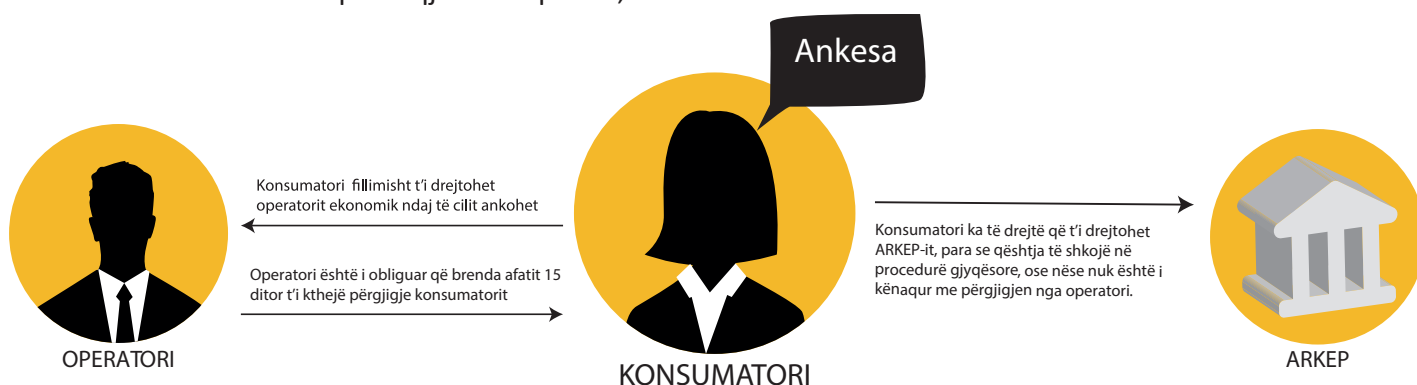 Ankesa
Konsumatori fillimisht t'i drejtohet
operatorit ekonomik ndaj të cilit ankohet
Operatori është i obliguar që brenda afatit 15
ditor t'i kthejë përgjigje konsumatorit
Konsumatori ka të drejtë që t'i drejtohet
ARKEP-it, para se qështja të shkojë në
procedurë gjyqësore, ose nëse nuk është i
kënaqur me përgjigjen nga operatori.
OPERATORI
KONSUMATORI
ARKEP